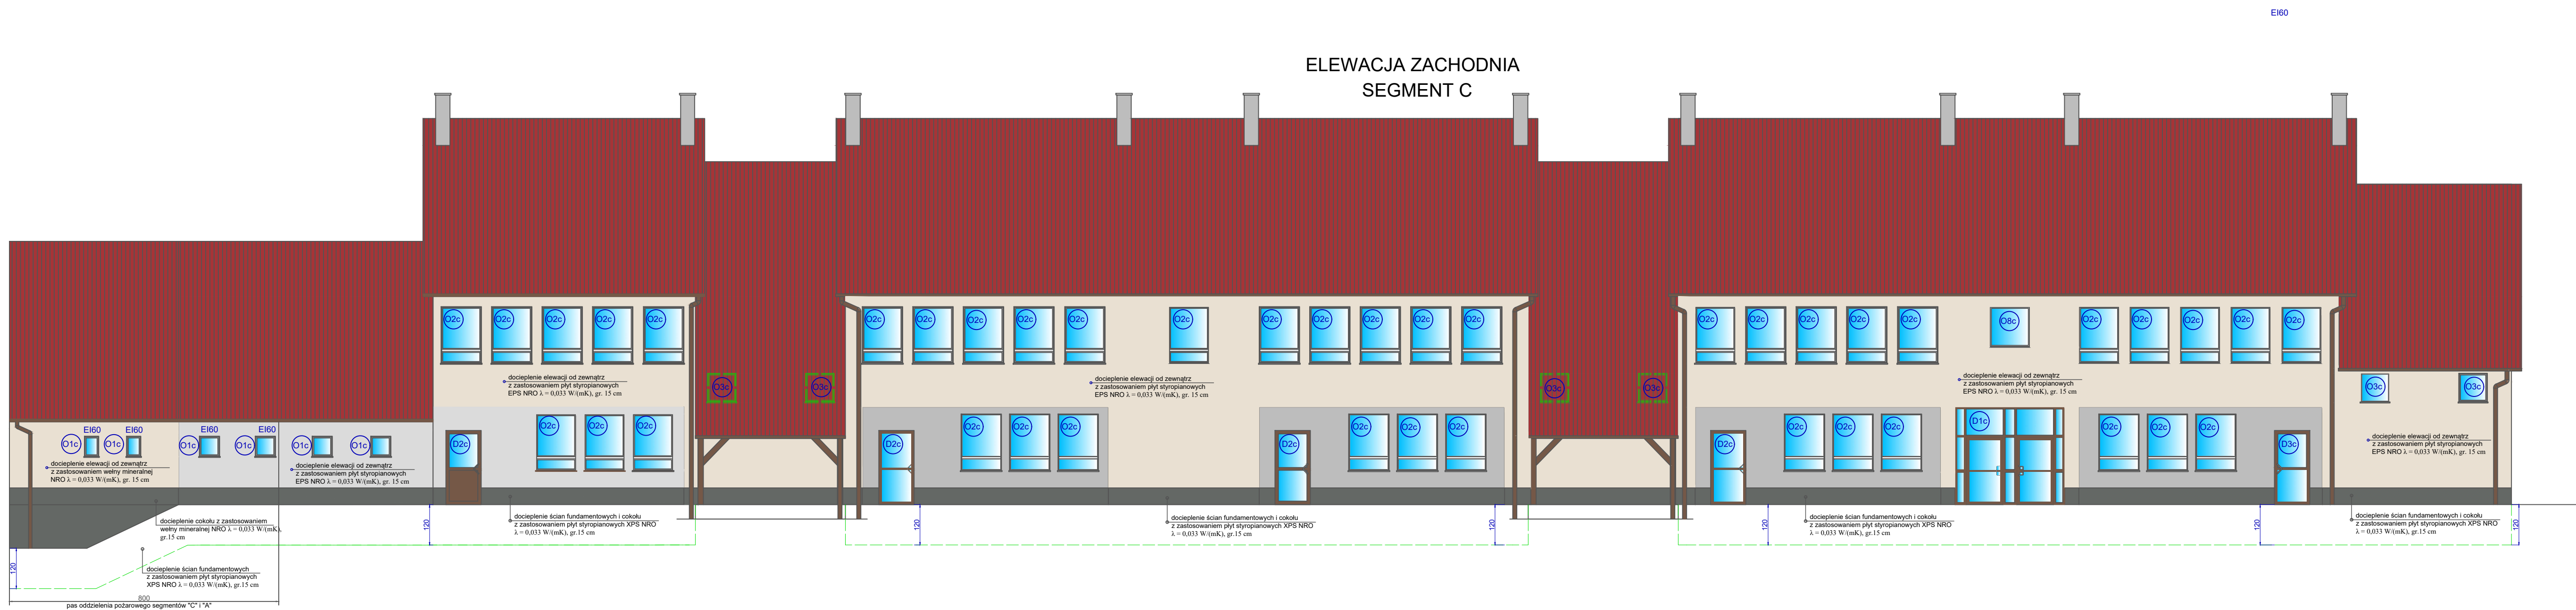 EI60
ELEWACJA ZACHODNIA
SEGMENT C
O2c O2c O2c O2c O2c
O2c O2c O2c O2c O2c O2c O2c O2c O2c O2c O2c
O2c O2c O2c O2c O2c O8c O2c O2c O2c O2c O2c
O3c O3c O3c O3c O3c O3c
docieplenie elewacji od zewnątrz
z zastosowaniem płyt styropianowych
EPS NRO λ = 0,033 W/(mK), gr. 15 cm
docieplenie elewacji od zewnątrz
z zastosowaniem płyt styropianowych
EPS NRO λ = 0,033 W/(mK), gr. 15 cm
docieplenie elewacji od zewnątrz
z zastosowaniem płyt styropianowych
EPS NRO λ = 0,033 W/(mK), gr. 15 cm
EI60 EI60 EI60 EI60
O1c O1c O1c O1c O1c O1c
D2c O2c O2c O2c
D2c O2c O2c O2c D2c O2c O2c O2c
D2c O2c O2c O2c D1c O2c O2c O2c D3c
docieplenie elewacji od zewnątrz
z zastosowaniem wełny mineralnej
NRO λ = 0,033 W/(mK), gr. 15 cm
docieplenie elewacji od zewnątrz
z zastosowaniem płyt styropianowych
EPS NRO λ = 0,033 W/(mK), gr. 15 cm
docieplenie elewacji od zewnątrz
z zastosowaniem płyt styropianowych
EPS NRO λ = 0,033 W/(mK), gr. 15 cm
docieplenie cokołu z zastosowaniem
wełny mineralnej NRO λ = 0,033 W/(mK),
gr.15 cm
docieplenie ścian fundamentowych i cokołu
z zastosowaniem płyt styropianowych XPS NRO
λ = 0,033 W/(mK), gr.15 cm
docieplenie ścian fundamentowych i cokołu
z zastosowaniem płyt styropianowych XPS NRO
λ = 0,033 W/(mK), gr.15 cm
docieplenie ścian fundamentowych i cokołu
z zastosowaniem płyt styropianowych XPS NRO
λ = 0,033 W/(mK), gr.15 cm
docieplenie ścian fundamentowych i cokołu
z zastosowaniem płyt styropianowych XPS NRO
λ = 0,033 W/(mK), gr.15 cm
120 120 120 120 120 120
120
docieplenie ścian fundamentowych
z zastosowaniem płyt styropianowych
XPS NRO λ = 0,033 W/(mK), gr.15 cm
800
pas oddzielenia pożarowego segmentów "C" i "A"